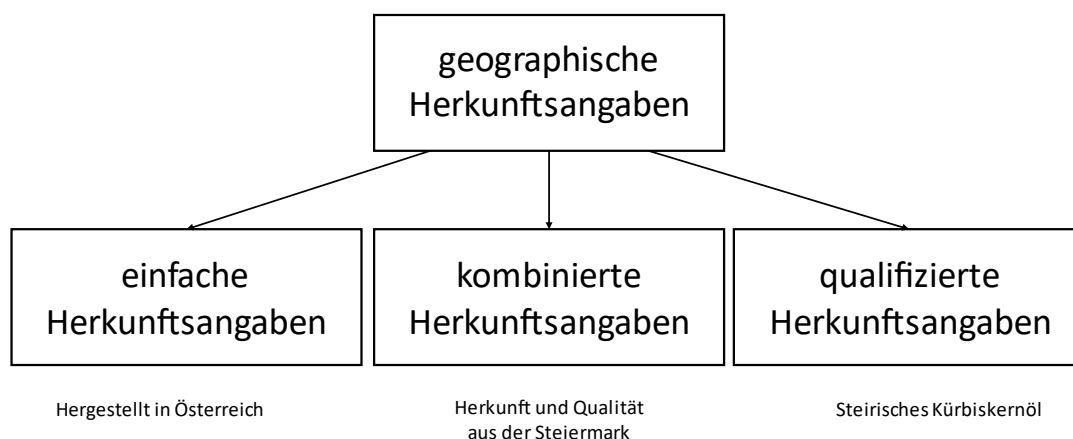 geographische
Herkunftsangaben
einfache
Herkunftsangaben
kombinierte
Herkunftsangaben
qualifizierte
Herkunftsangaben
Hergestellt in Österreich
Herkunft und Qualität
aus der Steiermark
Steirisches Kürbiskernöl